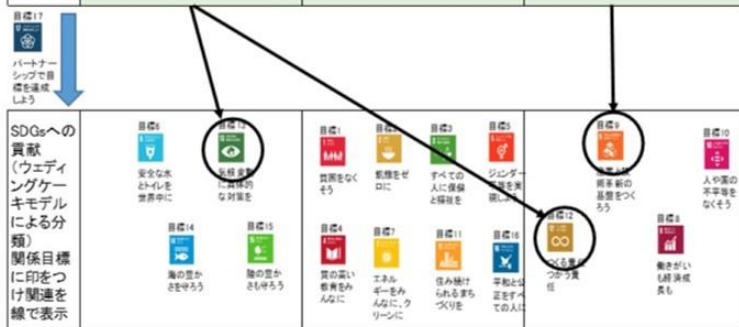 目標17
パートナー
シップで目
標を達成
しよう
SDGsへの
貢献
(ウェディ
ングケー
キモデル
による分
類)
関係目標
に印をつ
け関連を
線で表示
目標6
安全な水
とトイレを
世界中に
目標13
気候変動
に具体的
な対策を
目標14
海の豊か
さを守ろう
目標15
陸の豊か
さも守ろう
目標1
貧困をなく
そう
目標2
飢餓をゼ
ロに
目標3
すべての
人に保健
と福祉を
目標5
ジェンダー
平等を実
現しよう
目標4
質の高い
教育をみ
んなに
目標7
エネル
ギーをみ
んなに、ク
リーンに
目標11
住み続け
られるまち
づくりを
目標16
平和と公
正をすべ
ての人に
目標9
産業と技
術革新の
基盤をつく
ろう
目標10
人や国の
不平等を
なくそう
目標12
つくる責任
つかう責
任
目標8
働きがい
も経済成
長も